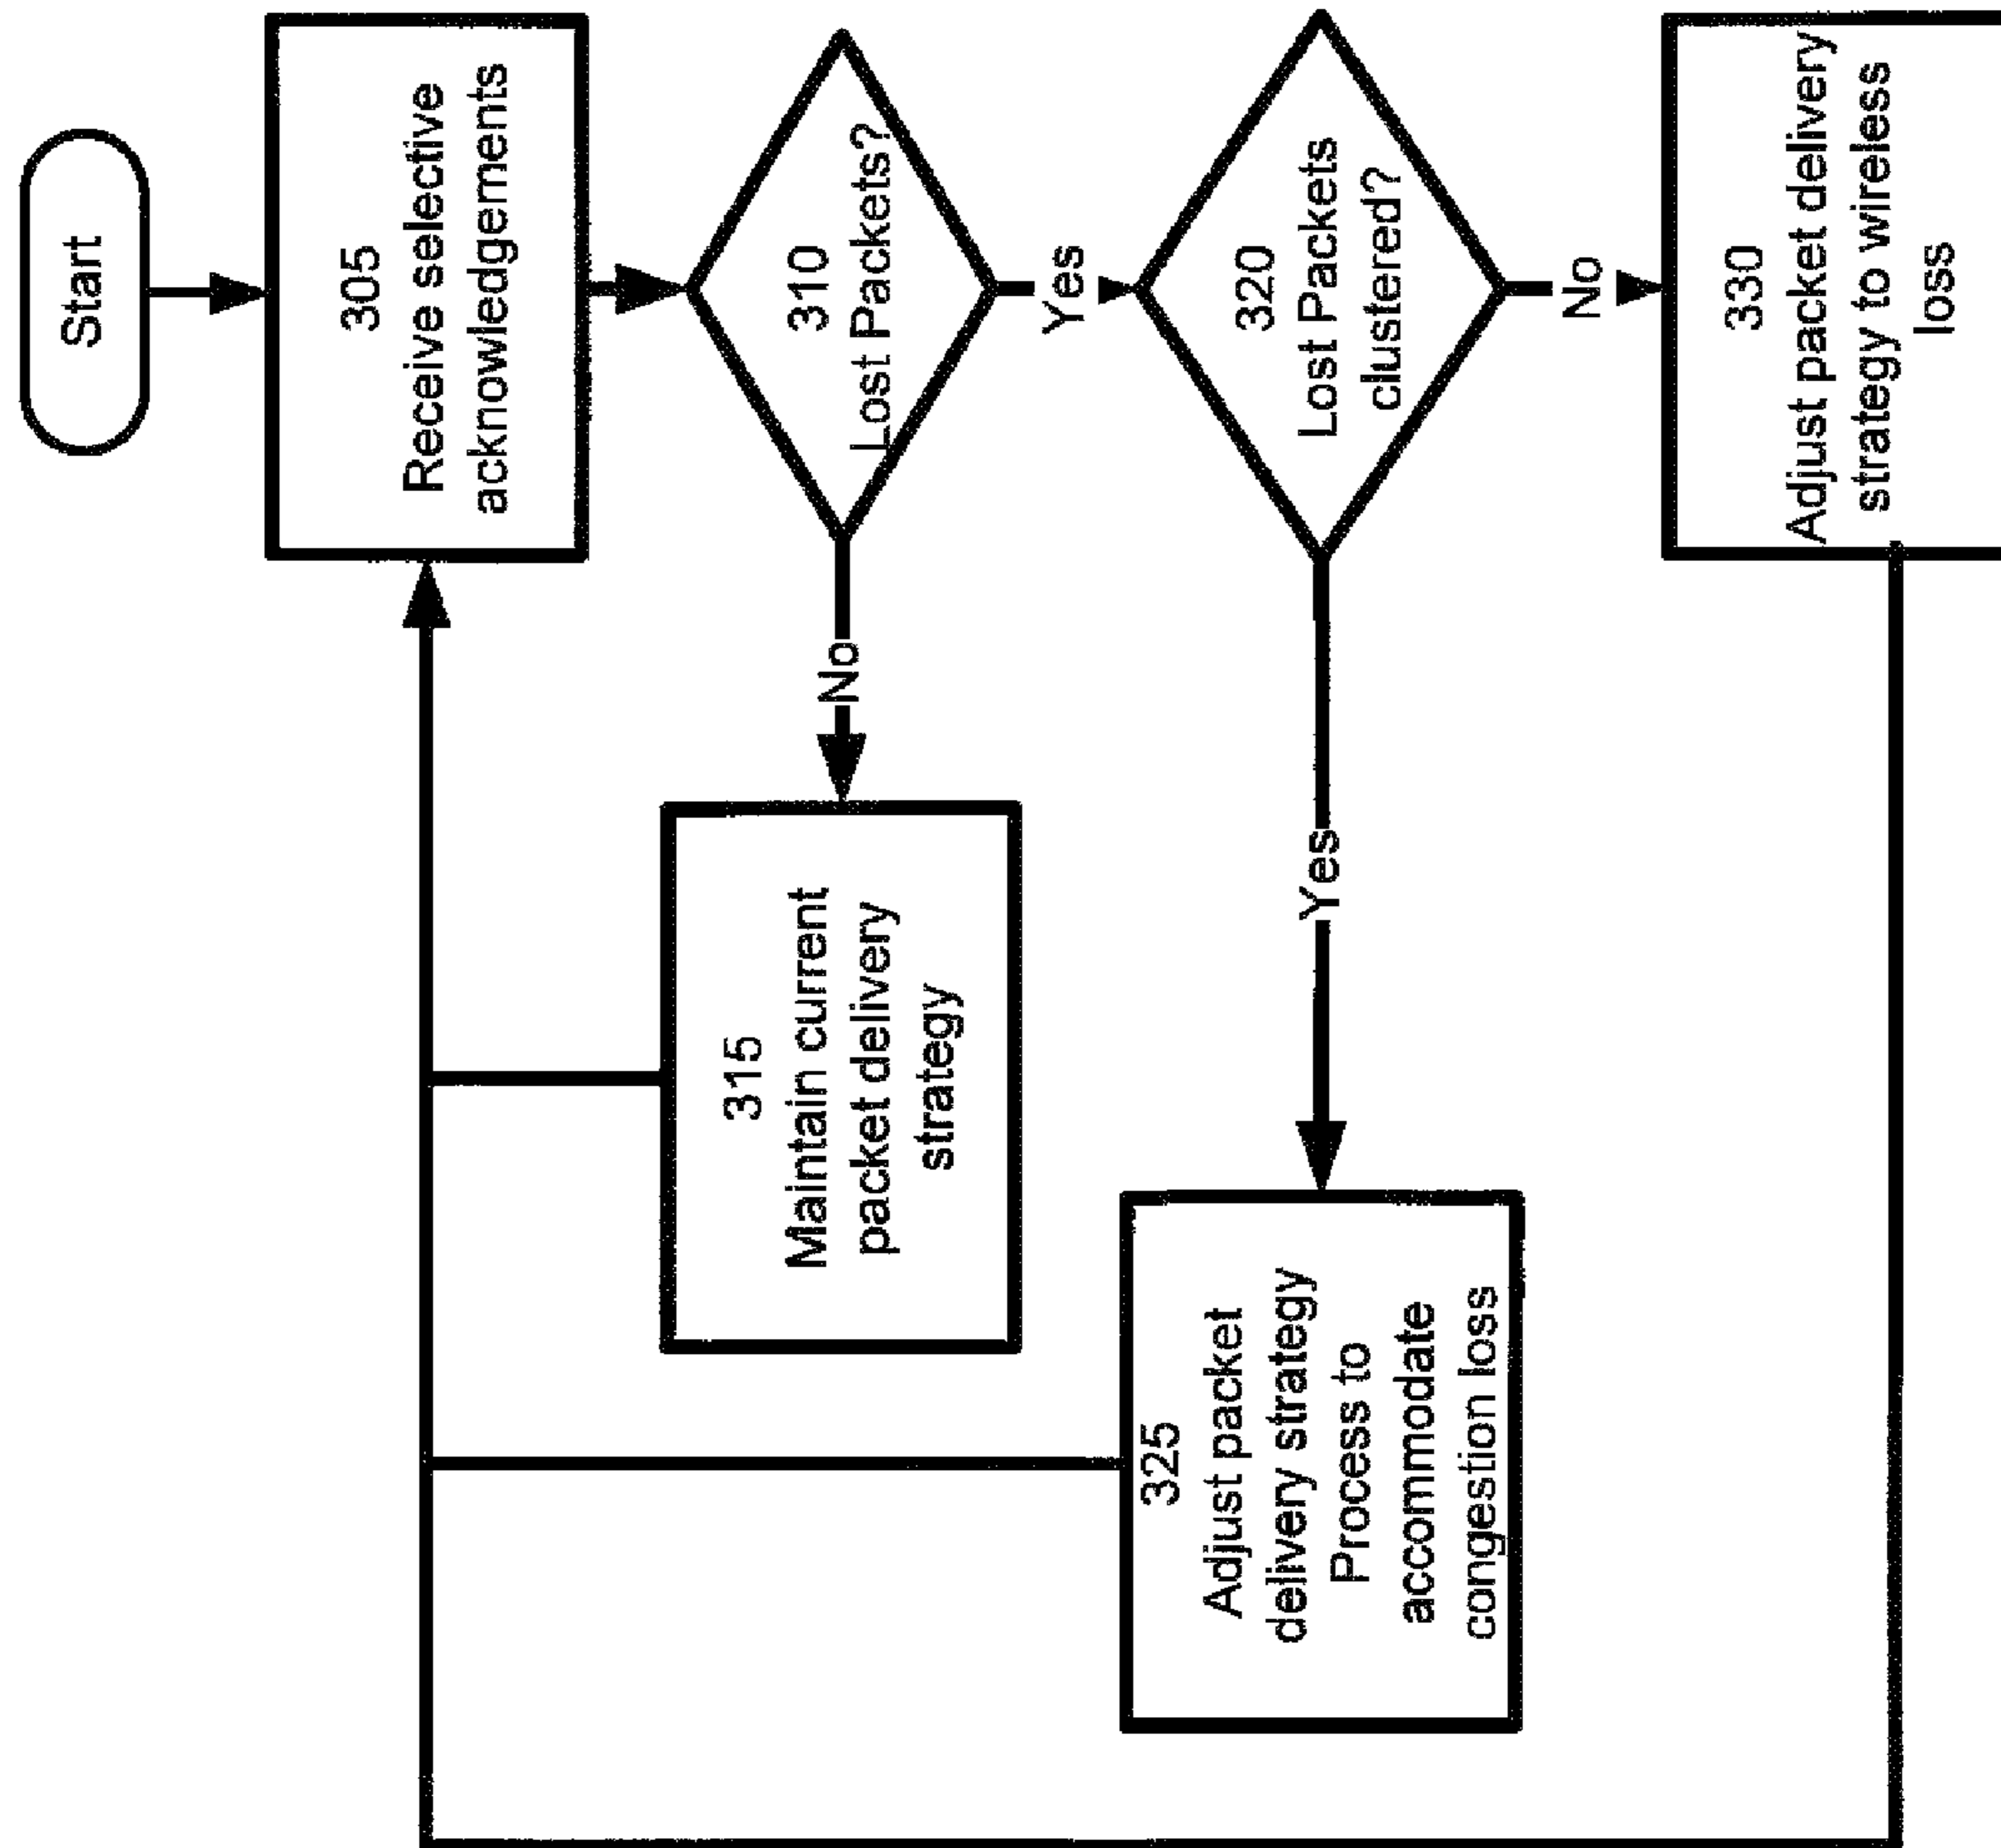 Start
305
Receive selective
acknowledgements
310
Lost Packets?
No
315
Maintain current
packet delivery
strategy
Yes
320
Lost Packets
clustered?
Yes
325
Adjust packet
delivery strategy
Process to
accommodate
congestion loss
No
330
Adjust packet delivery
strategy to wireless
loss